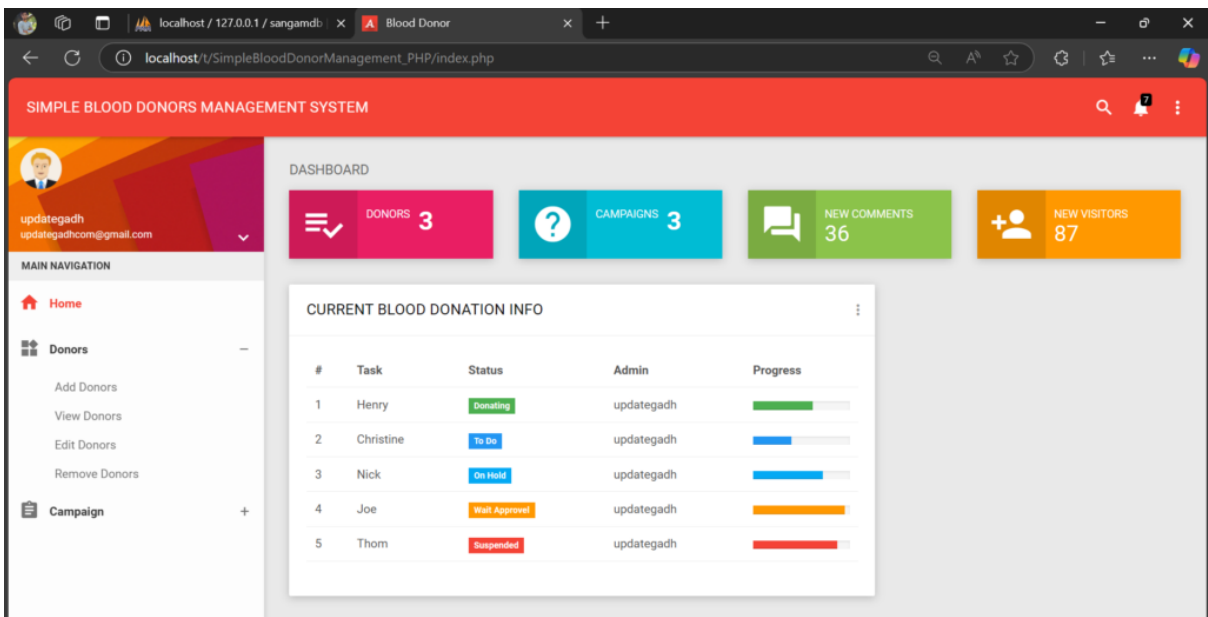 localhost / 127.0.0.1 / sangamdb
Blood Donor
localhost/t/SimpleBloodDonorManagement_PHP/index.php
SIMPLE BLOOD DONORS MANAGEMENT SYSTEM
7
updategadh
updategadhcom@gmail.com
MAIN NAVIGATION
Home
Donors
Add Donors
View Donors
Edit Donors
Remove Donors
Campaign
DASHBOARD
DONORS 3
CAMPAIGNS 3
NEW COMMENTS
36
NEW VISITORS
87
CURRENT BLOOD DONATION INFO
# Task Status Admin Progress
1 Henry Donating updategadh
2 Christine To Do updategadh
3 Nick On Hold updategadh
4 Joe Wait Approvel updategadh
5 Thom Suspended updategadh